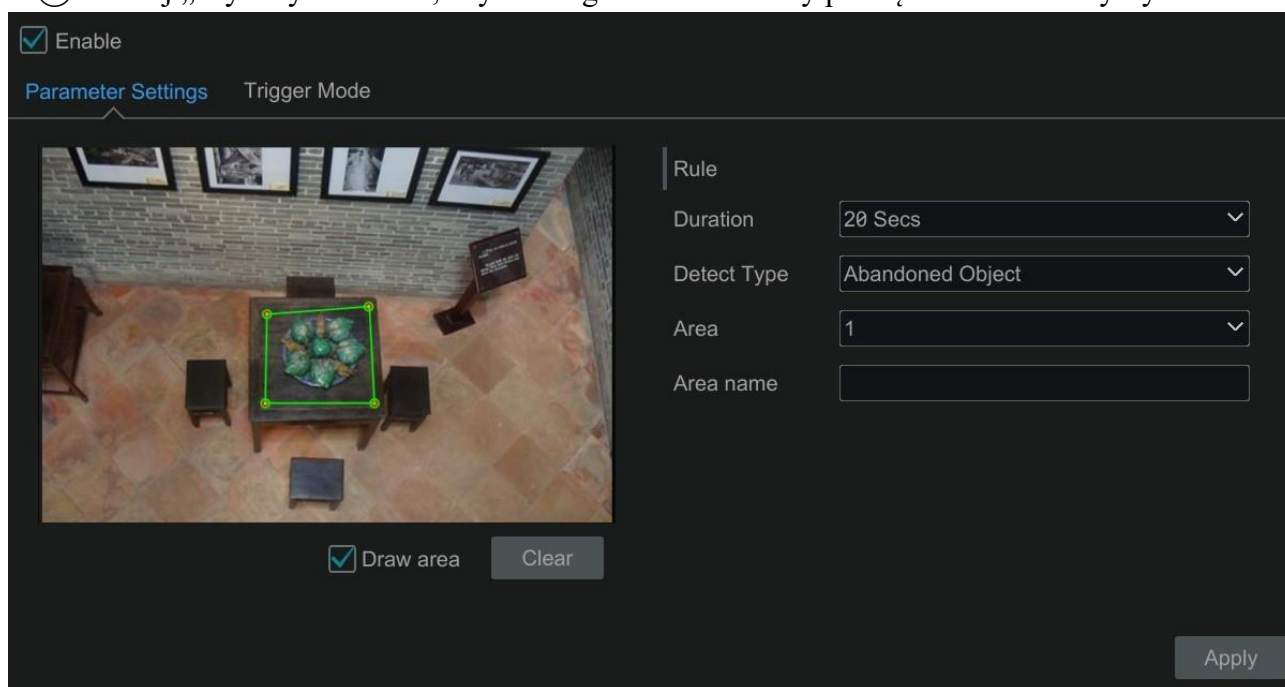 Enable
Parameter Settings Trigger Mode
Rule
Duration 20 Secs
Detect Type Abandoned Object
Area 1
Area name
Draw area Clear
Apply